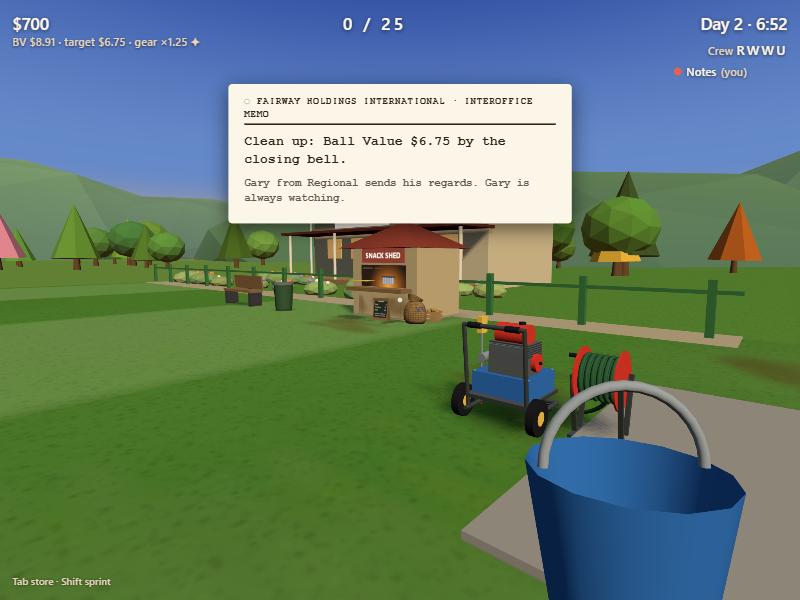 $700
0 / 25
Day 2 · 6:52
BV $8.91 · target $6.75 · gear ×1.25 ✦
Crew R W W U
Notes (you)
FAIRWAY HOLDINGS INTERNATIONAL · INTEROFFICE
MEMO
Clean up: Ball Value $6.75 by the
closing bell.
Gary from Regional sends his regards. Gary is
always watching.
SNACK SHED
Tab store · Shift sprint